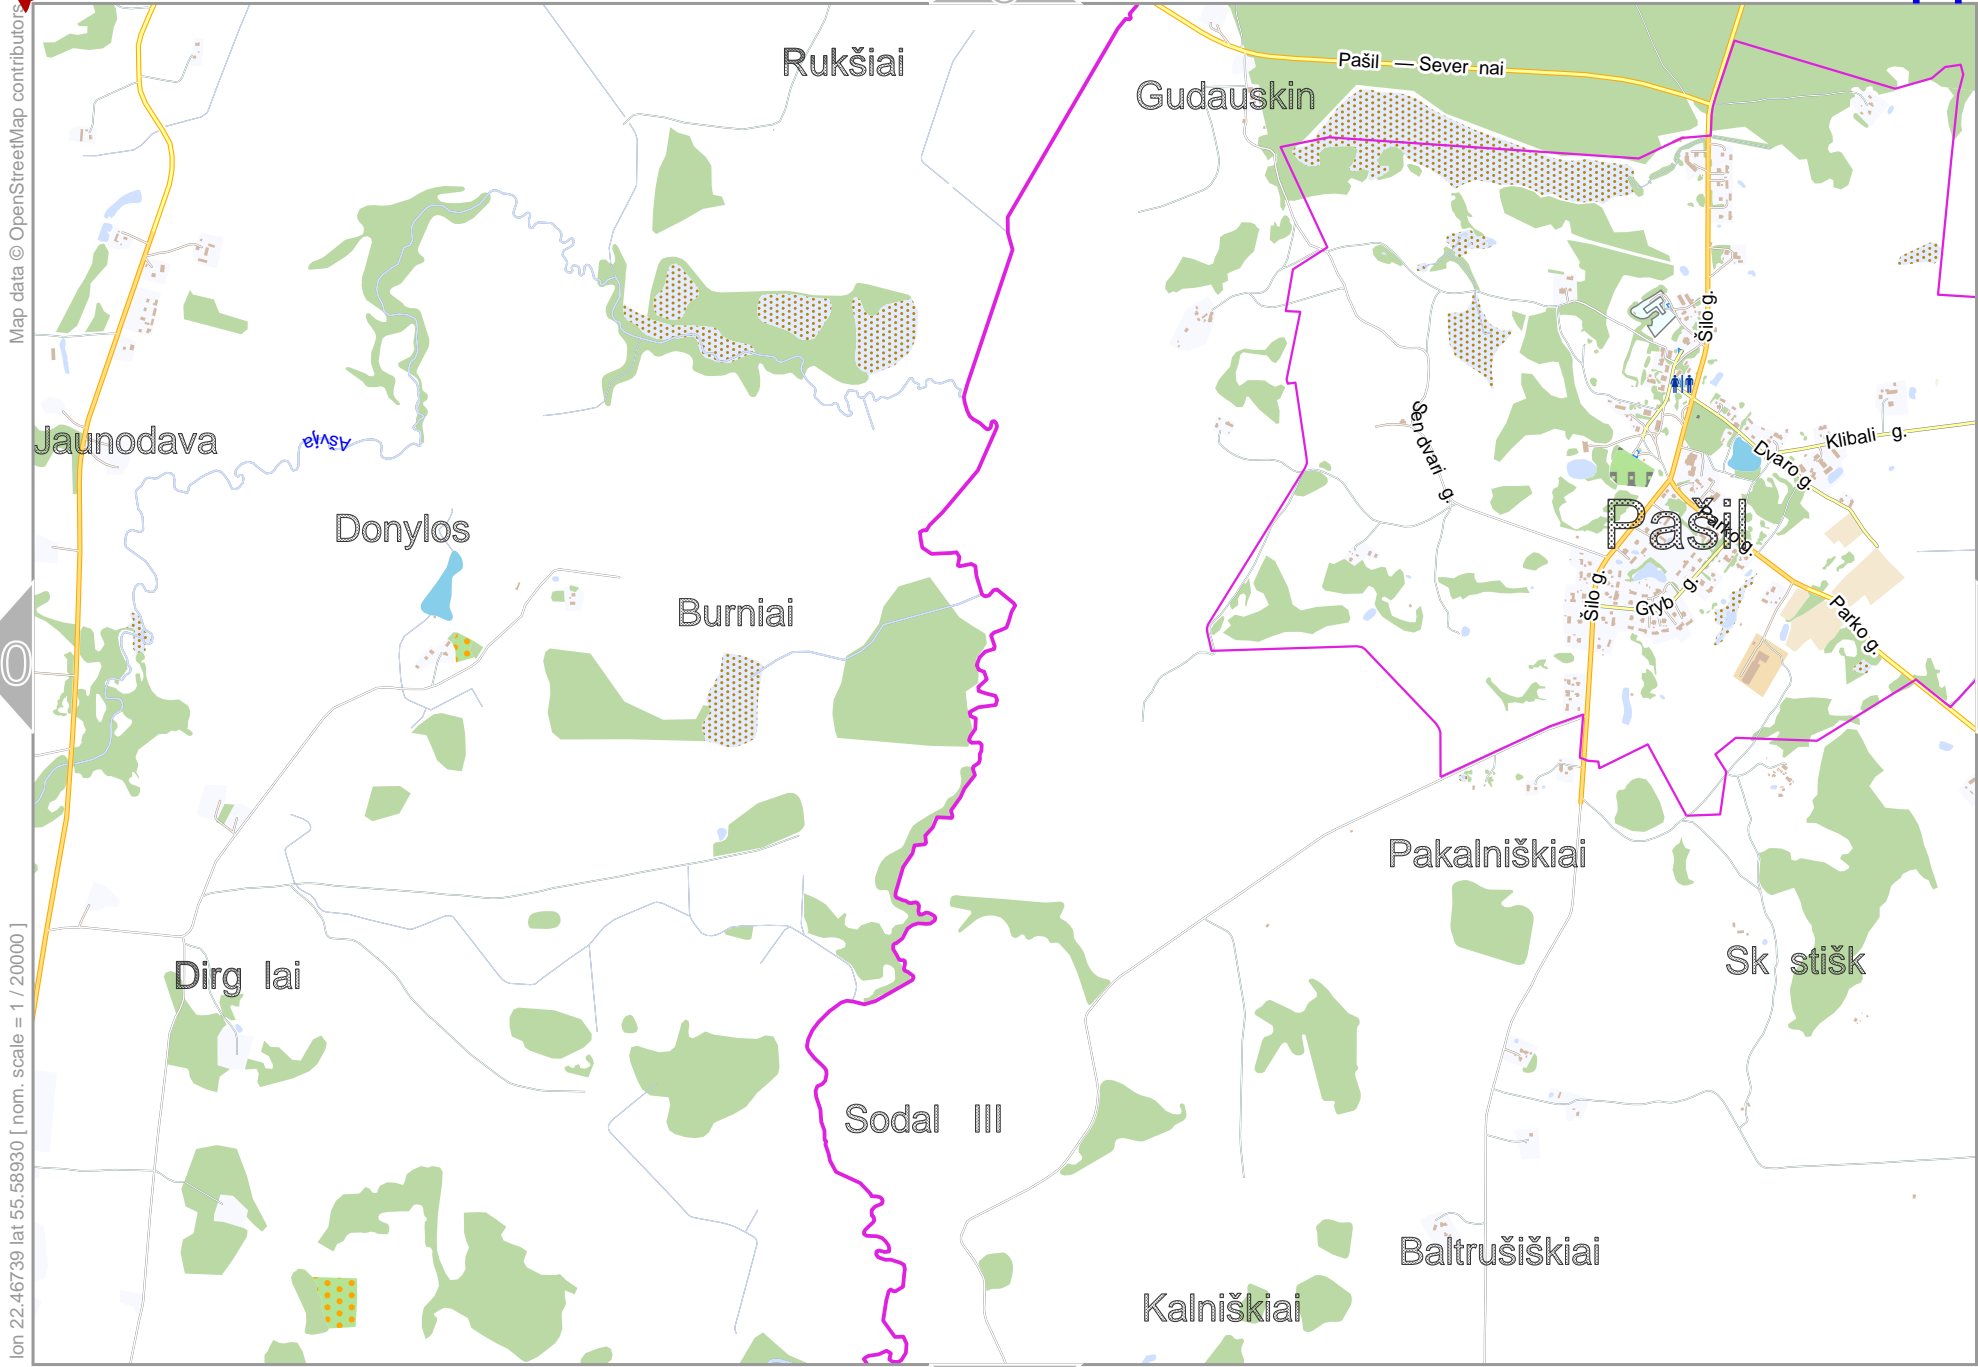 Map data © OpenStreetMap contributors
Rukšiai
Pašil — Sever nai
Gudauskin
Šilo g.
Jaunodava
Ašvja
Sen dvari g.
Klibali g.
Dvaro g.
Donylos
Pašil
Parko g.
Burniai
Šilo g.
Gryb g.
Parko g.
O
Pakalniškiai
Sk stišk
Dirg lai
Sodal III
Baltrušiškiai
Kalniškiai
lon 22.46739 lat 55.58930 [ nom. scale = 1 / 20000 ]